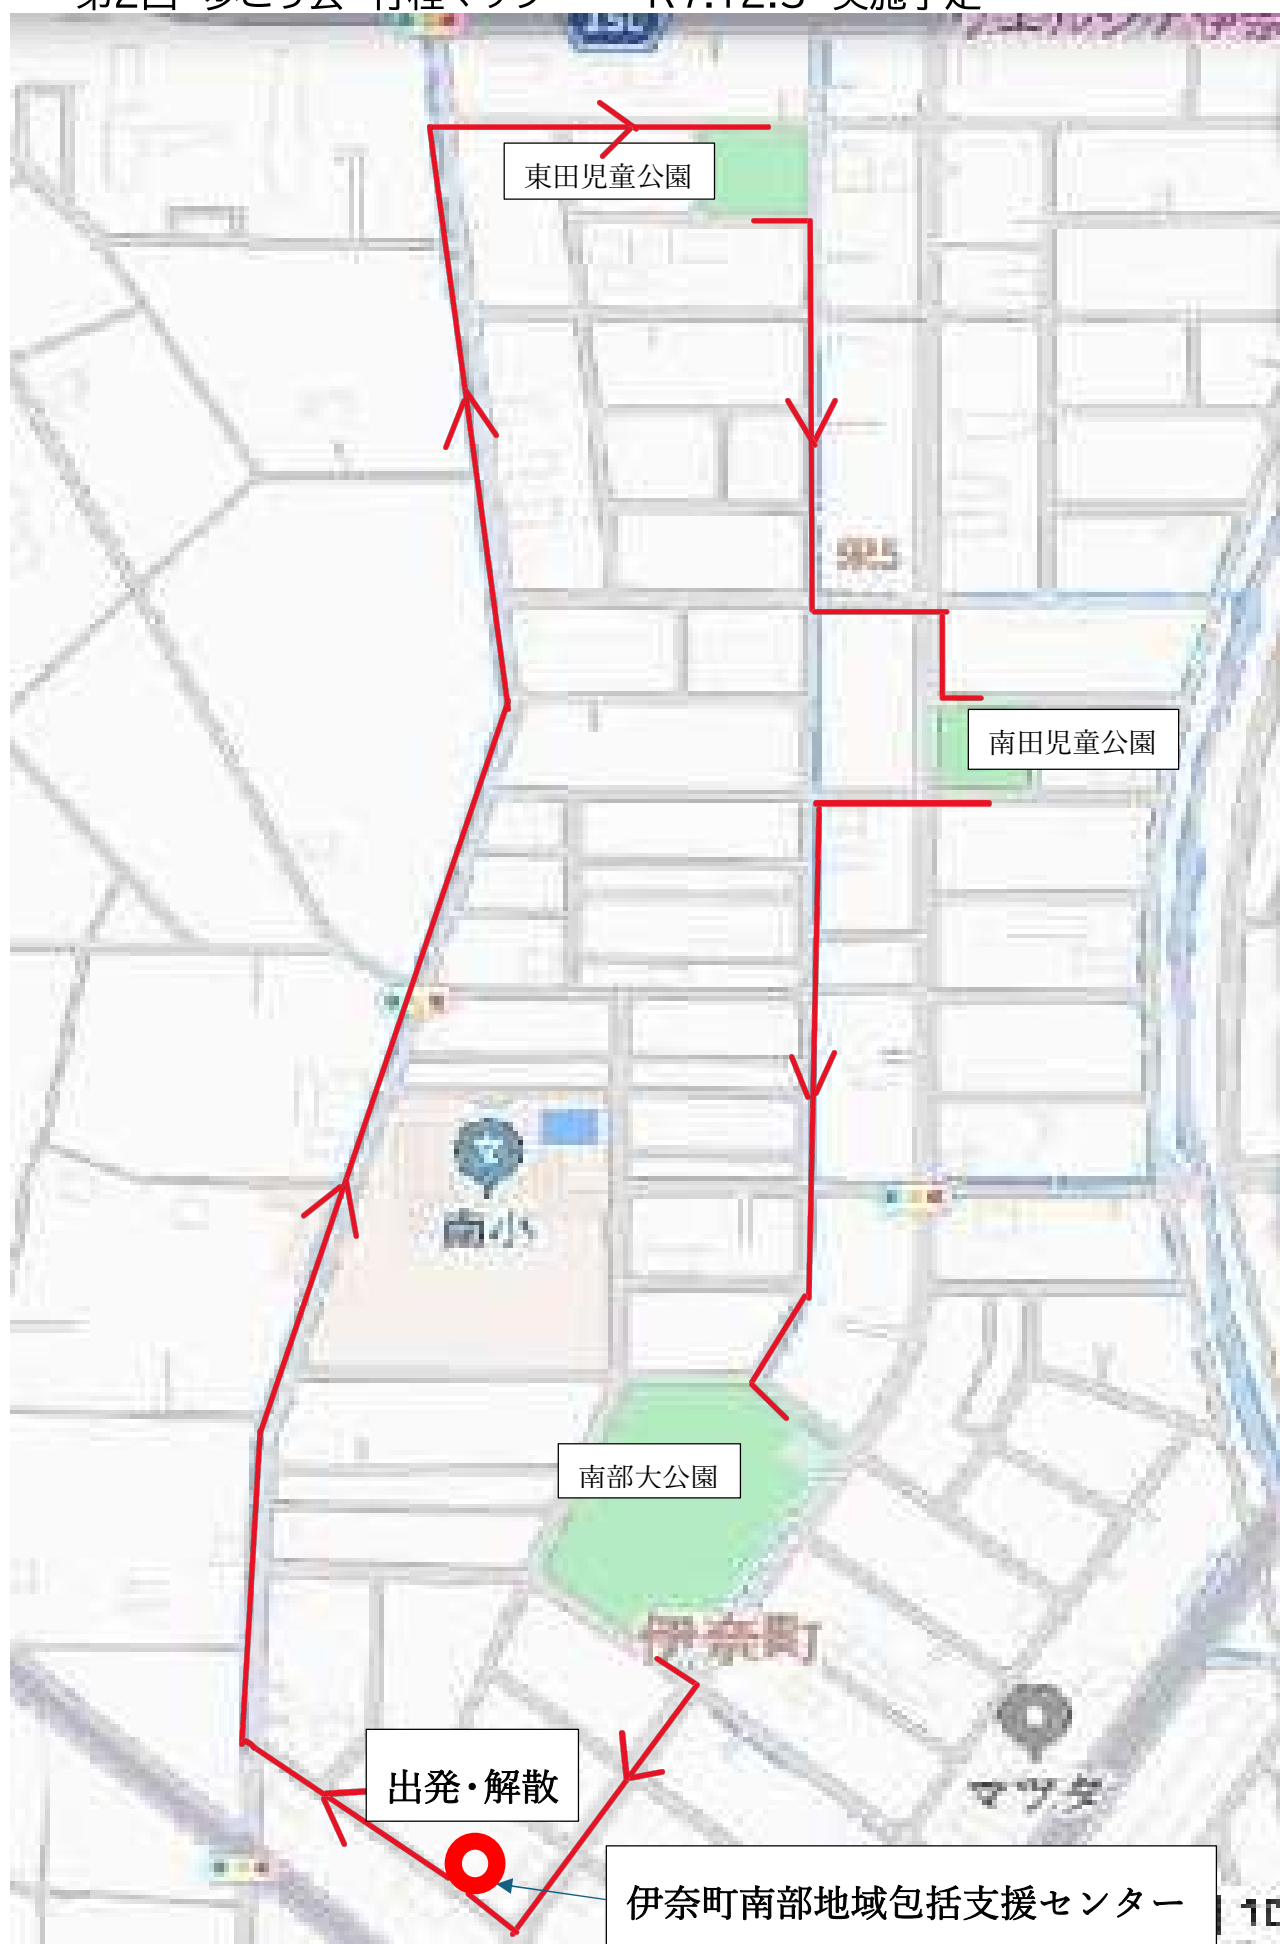 東田児童公園
南田児童公園
南小
南部大公園
伊奈町
出発・解散
マツダ
伊奈町南部地域包括支援センター